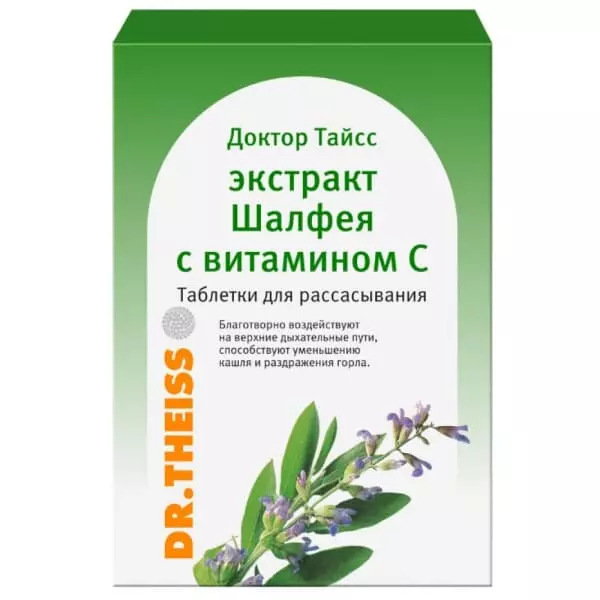 Доктор Тайсс
экстракт
Шалфея
с витамином С
Таблетки для рассасывания
Благотворно воздействуют
на верхние дыхательные пути,
способствуют уменьшению
кашля и раздражения горла.
DR.THEISS